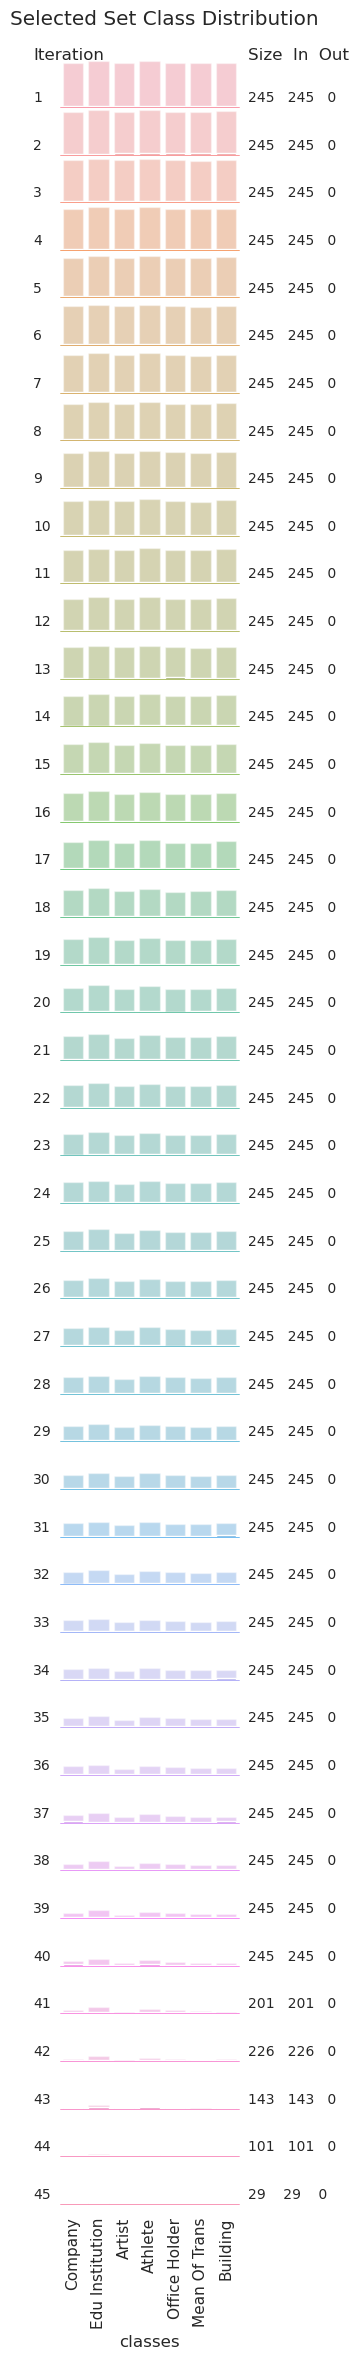 Selected Set Class Distribution
Iteration Size In Out
1 245 245 0
2 245 245 0
3 245 245 0
4 245 245 0
5 245 245 0
6 245 245 0
7 245 245 0
8 245 245 0
9 245 245 0
10 245 245 0
11 245 245 0
12 245 245 0
13 245 245 0
14 245 245 0
15 245 245 0
16 245 245 0
17 245 245 0
18 245 245 0
19 245 245 0
20 245 245 0
21 245 245 0
22 245 245 0
23 245 245 0
24 245 245 0
25 245 245 0
26 245 245 0
27 245 245 0
28 245 245 0
29 245 245 0
30 245 245 0
31 245 245 0
32 245 245 0
33 245 245 0
34 245 245 0
35 245 245 0
36 245 245 0
37 245 245 0
38 245 245 0
39 245 245 0
40 245 245 0
41 201 201 0
42 226 226 0
43 143 143 0
44 101 101 0
45 29 29 0
Company
Edu Institution
Artist
Athlete
Office Holder
Mean Of Trans
Building
classes